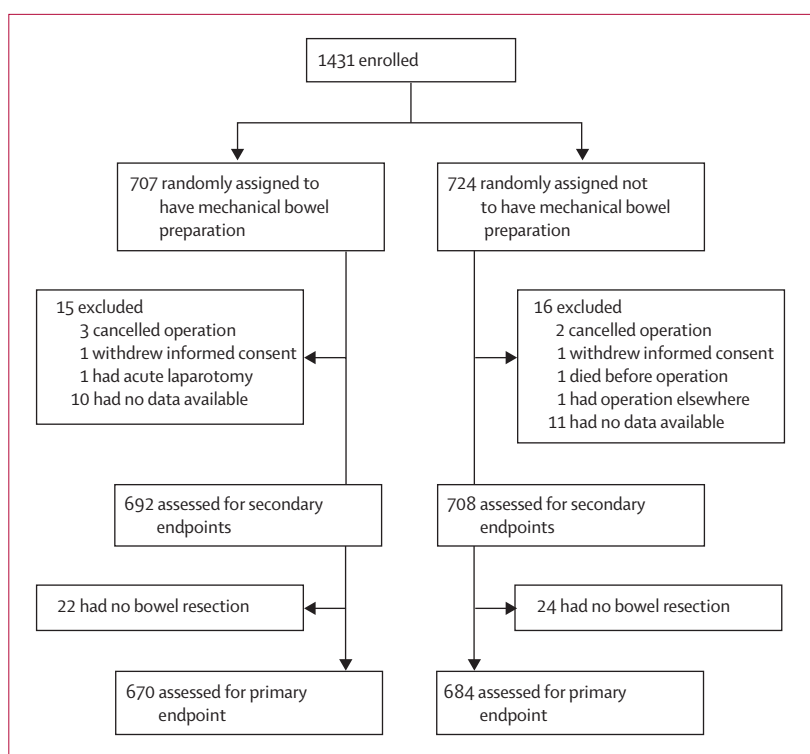 1431 enrolled
707 randomly assigned to
have mechanical bowel
preparation
724 randomly assigned not
to have mechanical bowel
preparation
15 excluded
3 cancelled operation
1 withdrew informed consent
1 had acute laparotomy
10 had no data available
16 excluded
2 cancelled operation
1 withdrew informed consent
1 died before operation
1 had operation elsewhere
11 had no data available
692 assessed for secondary
endpoints
708 assessed for secondary
endpoints
22 had no bowel resection
24 had no bowel resection
670 assessed for primary
endpoint
684 assessed for primary
endpoint